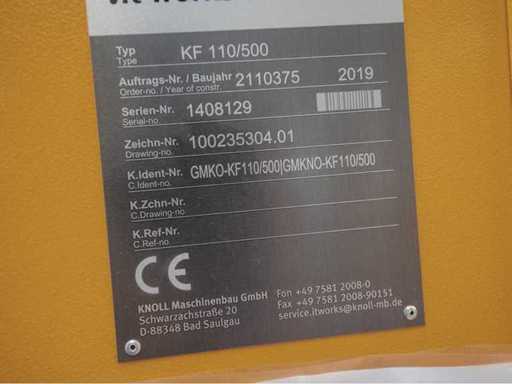 Typ KF 110/500
Type
Auftrags-Nr. / Baujahr 2110375 2019
Order-no. / Year of constr.
Serien-Nr. 1408129
Serial-no.
Zeichn-Nr. 100235304.01
Drawing-no.
K.Ident-Nr. GMKO-KF110/500|GMKNO-KF110/500
C.Ident-no.
K.Zchn-Nr.
C.Drawing-no.
K.Ref-Nr.
C.Ref-no.
CE
KNOLL Maschinenbau GmbH Fon +49 7581 2008-0
Schwarzachstraße 20 Fax +49 7581 2008-90151
D-88348 Bad Saulgau service.itworks@knoll-mb.de